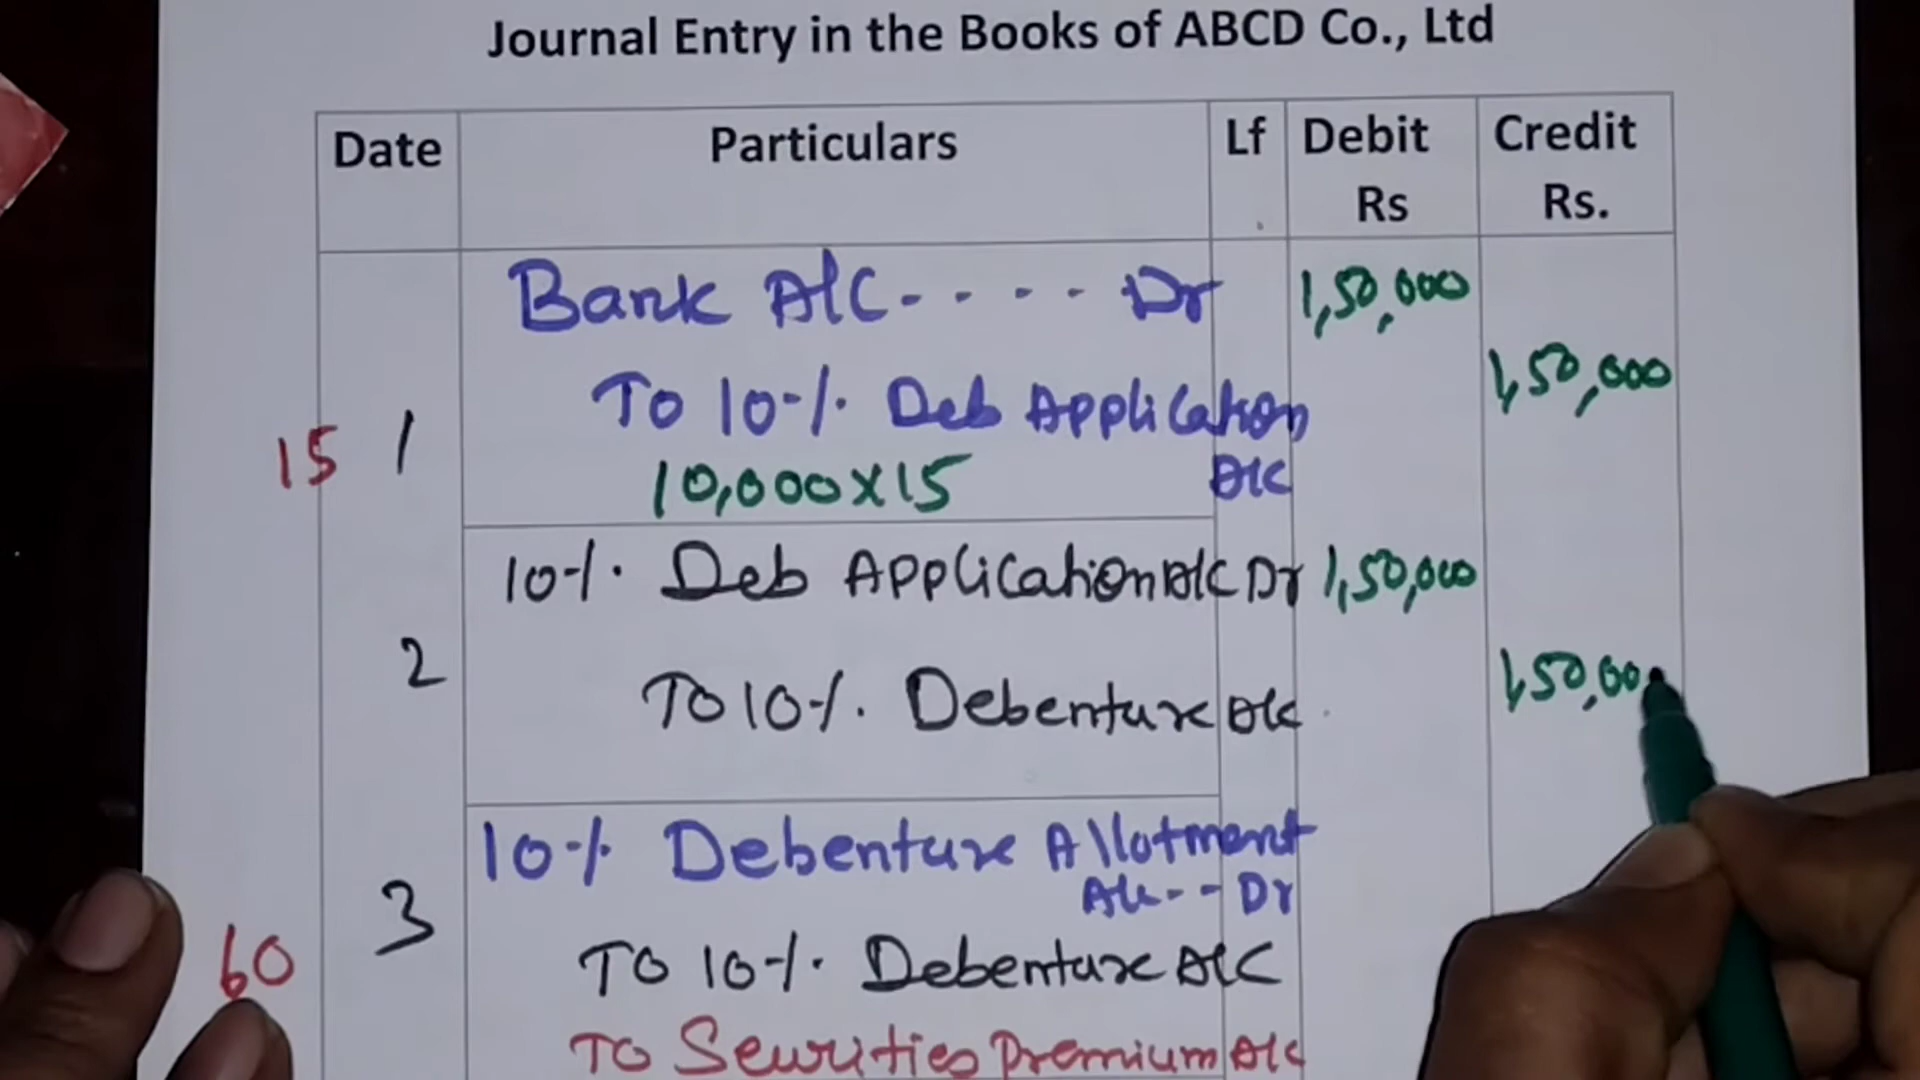 Journal Entry in the Books of ABCD Co., Ltd
Date Particulars Lf Debit Rs Credit Rs.
Bank A/C - - - - Dr 1,50,000
To 10% Deb Application A/C 1,50,000
15 1
10,000X15
10% Deb Application A/C Dr 1,50,000
2
To 10% Debenture A/c 1,50,00
10% Debenture Allotment A/c - - Dr
60 3
To 10% Debenture A/C
To Securities Premium A/c